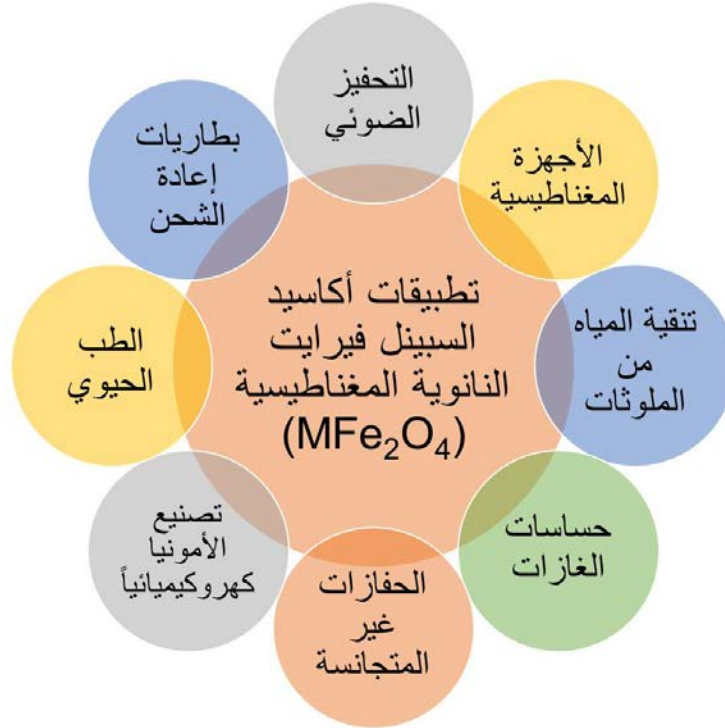 التحفيز
الضوئي
الأجهزة
المغناطيسية
تنقية المياه
من
الملوثات
حساسات
الغازات
الحفازات
غير
المتجانسة
تصنيع
الأمونيا
كهروكيميائياً
الطب
الحيوي
بطاريات
إعادة
الشحن
تطبيقات أكاسيد
السبينل فيرايت
النانوية المغناطيسية
(MFe₂O₄)